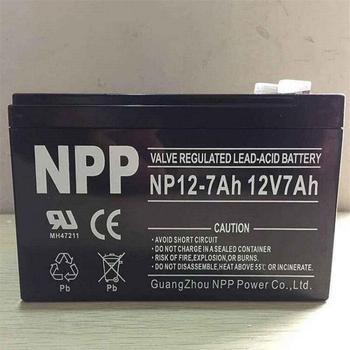 NPP
VALVE REGULATED LEAD-ACID BATTERY
NP12-7Ah 12V7Ah
MH47211
CAUTION:
• AVOID SHORT CIRCUIT
• DO NOT CHARGE IN A SEALED CONTAINER
• RISK OF FIRE,EXPLOSION,OR BURNS.
DO NOT DISASSEMBLE,HEAT ABOVE 55℃ OR INCINERATE.
Pb
Pb
GuangZhou NPP Power Co.,Ltd.